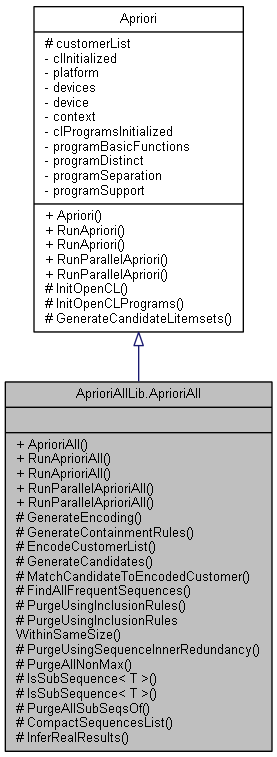 Apriori
# customerList
- clInitialized
- platform
- devices
- device
- context
- clProgramsInitialized
- programBasicFunctions
- programDistinct
- programSeparation
- programSupport
+ Apriori()
+ RunApriori()
+ RunApriori()
+ RunParallelApriori()
+ RunParallelApriori()
# InitOpenCL()
# InitOpenCLPrograms()
# GenerateCandidateLitemsets()
AprioriAllLib.AprioriAll
+ AprioriAll()
+ RunAprioriAll()
+ RunAprioriAll()
+ RunParallelAprioriAll()
+ RunParallelAprioriAll()
# GenerateEncoding()
# GenerateContainmentRules()
# EncodeCustomerList()
# GenerateCandidates()
# MatchCandidateToEncodedCustomer()
# FindAllFrequentSequences()
# PurgeUsingInclusionRules()
# PurgeUsingInclusionRules
WithinSameSize()
# PurgeUsingSequenceInnerRedundancy()
# PurgeAllNonMax()
# IsSubSequence< T >()
# IsSubSequence< T >()
# PurgeAllSubSeqsOf()
# CompactSequencesList()
# InferRealResults()